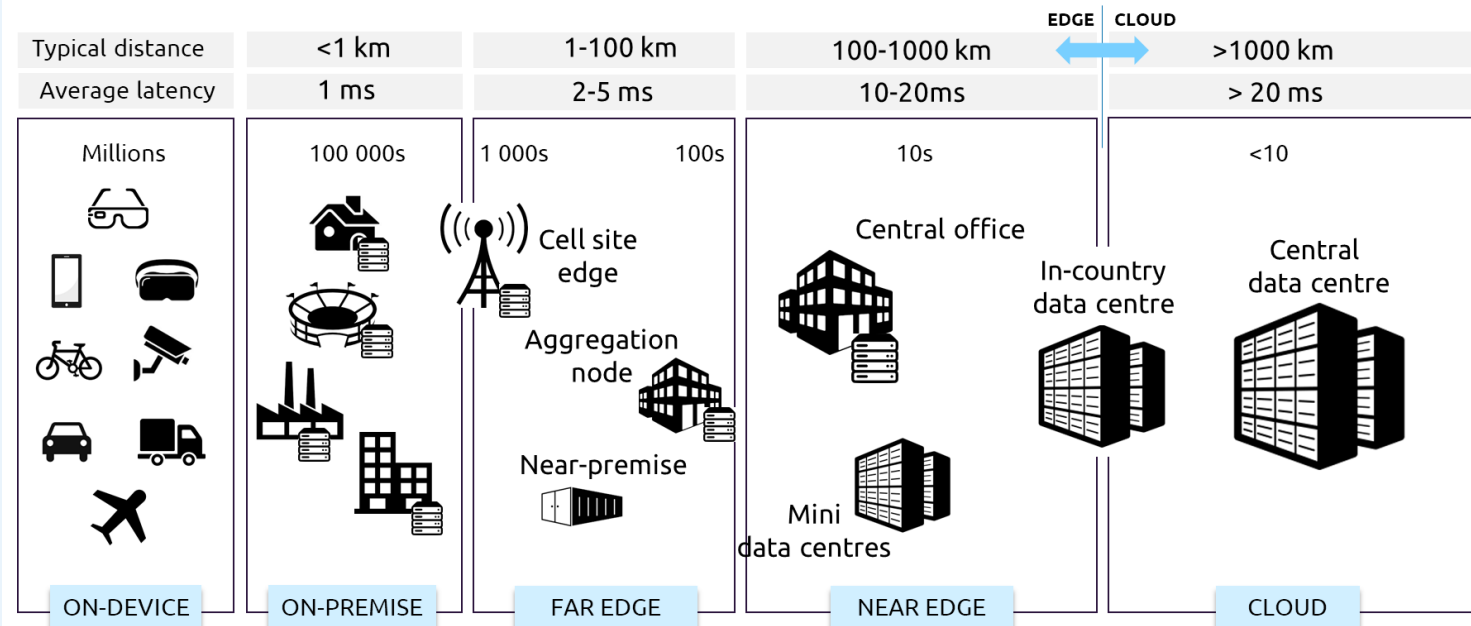 EDGE CLOUD
Typical distance <1 km 1-100 km 100-1000 km >1000 km
Average latency 1 ms 2-5 ms 10-20ms > 20 ms
Millions 100 000s 1 000s 100s 10s <10
Cell site
edge
Aggregation
node
Near-premise
Central office
Mini
data centres
In-country
data centre
Central
data centre
ON-DEVICE ON-PREMISE FAR EDGE NEAR EDGE CLOUD